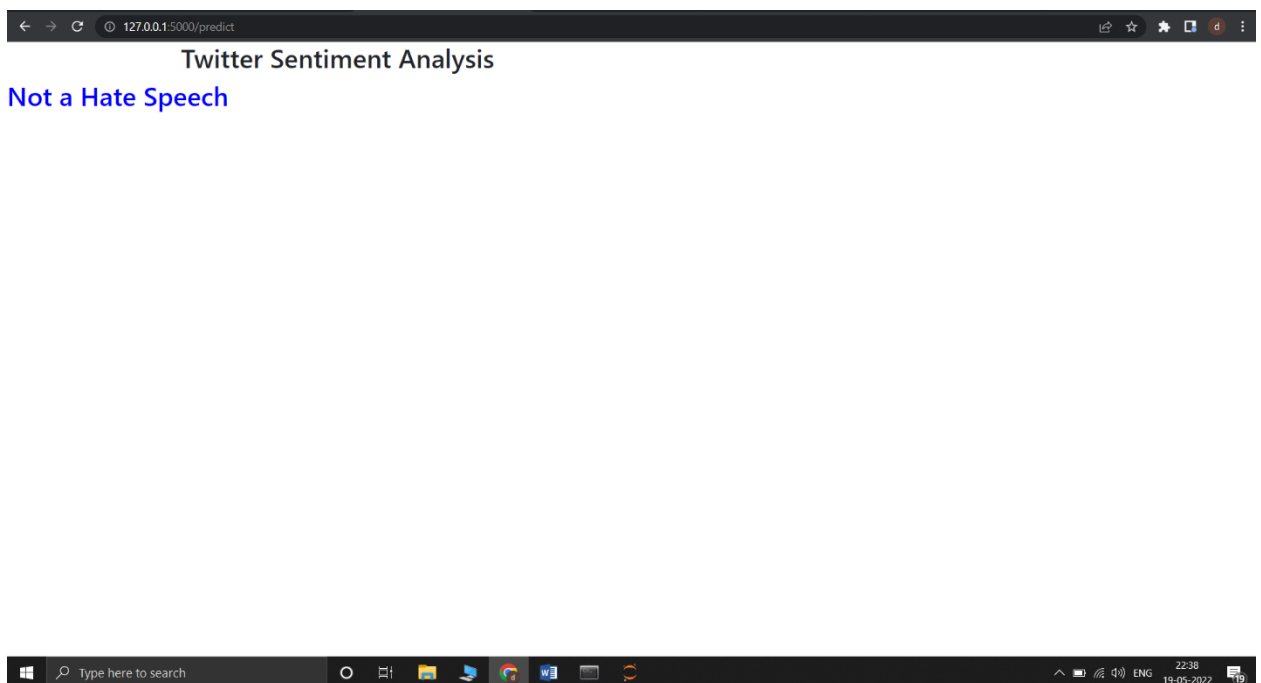 127.0.0.1:5000/predict
d
Twitter Sentiment Analysis
Not a Hate Speech
Type here to search
ENG
22:38
19-05-2022
19